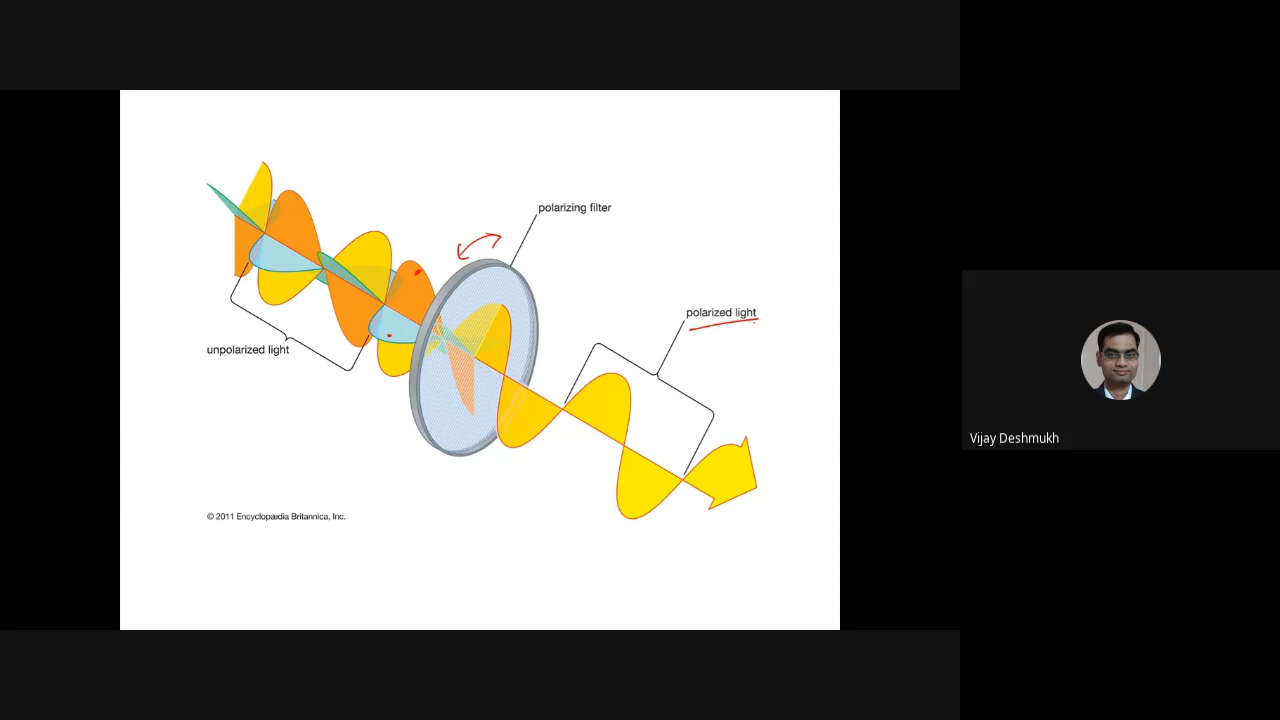 polarizing filter
polarized light
unpolarized light
© 2011 Encyclopædia Britannica, Inc.
Vijay Deshmukh